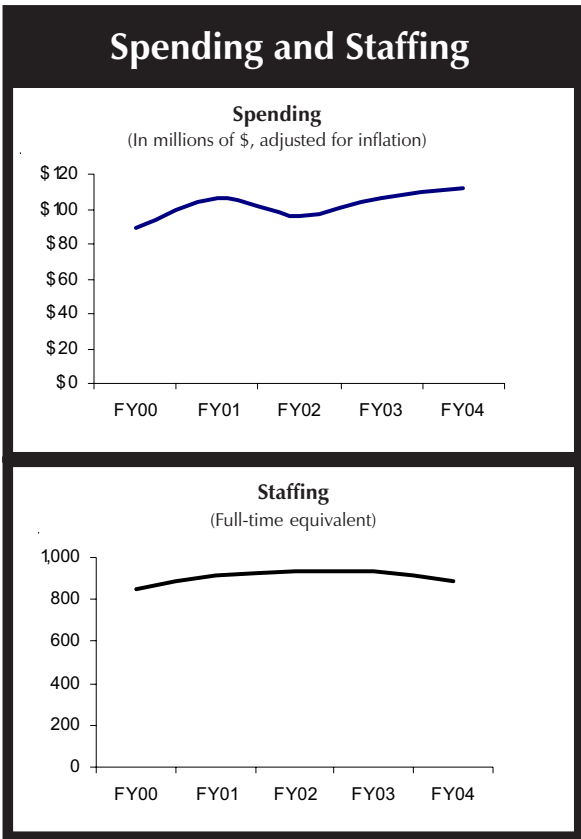 Spending and Staffing
Spending
(In millions of $, adjusted for inflation)
$120
$100
$80
$60
$40
$20
$0
FY00 FY01 FY02 FY03 FY04
Staffing
(Full-time equivalent)
1,000
800
600
400
200
0
FY00 FY01 FY02 FY03 FY04